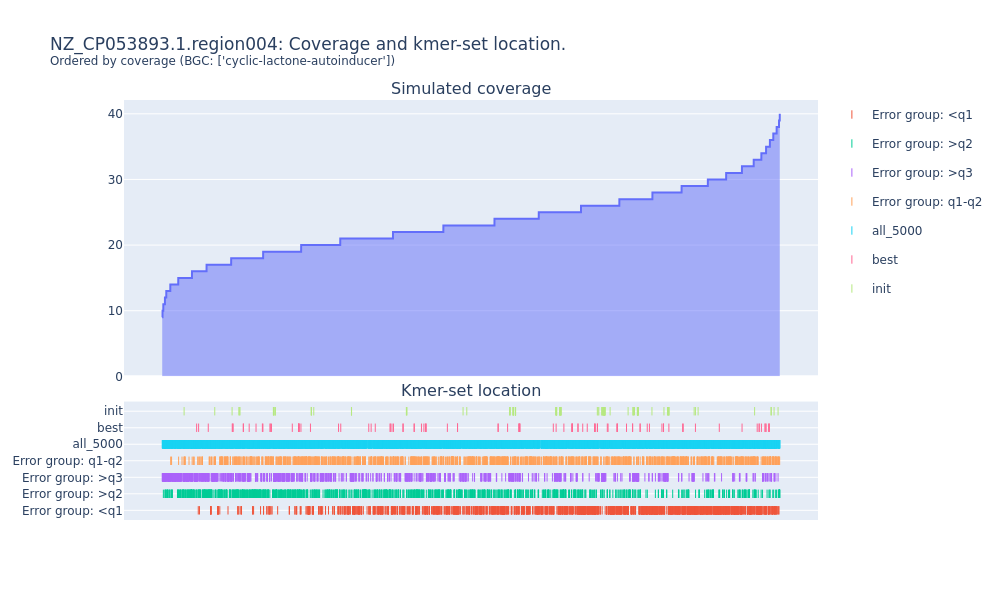 NZ_CP053893.1.region004: Coverage and kmer-set location.
Ordered by coverage (BGC: ['cyclic-lactone-autoinducer'])
Simulated coverage
40
30
20
10
0
Error group: <q1
Error group: >q2
Error group: >q3
Error group: q1-q2
all_5000
best
init
Kmer-set location
init
best
all_5000
Error group: q1-q2
Error group: >q3
Error group: >q2
Error group: <q1